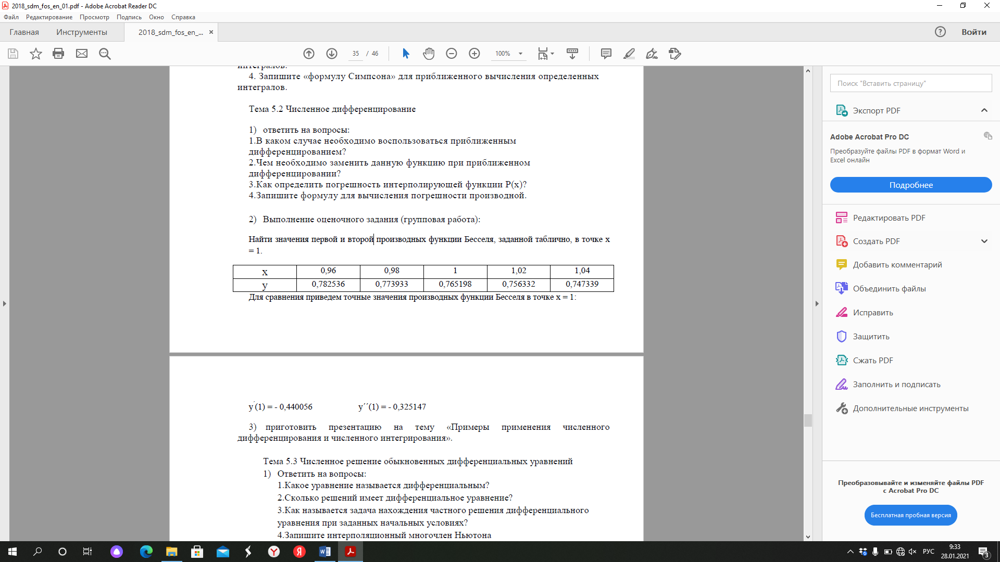 2018_sdm_fos_en_01.pdf - Adobe Acrobat Reader DC
Файл Редактирование Просмотр Подпись Окно Справка
Главная Инструменты 2018_sdm_fos_en_... × ? Войти
35 / 46 100%
интегралов.
4. Запишите «формулу Симпсона» для приближенного вычисления определенных
интегралов.
Тема 5.2 Численное дифференцирование
1) ответить на вопросы:
1.В каком случае необходимо воспользоваться приближенным
дифференцированием?
2.Чем необходимо заменить данную функцию при приближенном
дифференцировании?
3.Как определить погрешность интерполирующей функции P(x)?
4.Запишите формулу для вычисления погрешности производной.
2) Выполнение оценочного задания (групповая работа):
Найти значения первой и второй производных функции Бесселя, заданной таблично, в точке x
= 1.
x 0,96 0,98 1 1,02 1,04
y 0,782536 0,773933 0,765198 0,756332 0,747339
Для сравнения приведем точные значения производных функции Бесселя в точке x = 1:
y′(1) = - 0,440056 y´´(1) = - 0,325147
3) приготовить презентацию на тему «Примеры применения численного
дифференцирования и численного интегрирования».
Тема 5.3 Численное решение обыкновенных дифференциальных уравнений
1) Ответить на вопросы:
1.Какое уравнение называется дифференциальным?
2.Сколько решений имеет дифференциальное уравнение?
3.Как называется задача нахождения частного решения дифференциального
уравнения при заданных начальных условиях?
4.Запишите интерполяционный многочлен Ньютона
Поиск "Вставить страницу"
Экспорт PDF
Adobe Acrobat Pro DC
Преобразуйте файлы PDF в формат Word и
Excel онлайн
Подробнее
Редактировать PDF
Создать PDF
Добавить комментарий
Объединить файлы
Исправить
Защитить
Сжать PDF
Заполнить и подписать
Дополнительные инструменты
Преобразовывайте и изменяйте файлы PDF
с Acrobat Pro DC
Бесплатная пробная версия
РУС
9:33
28.01.2021
3